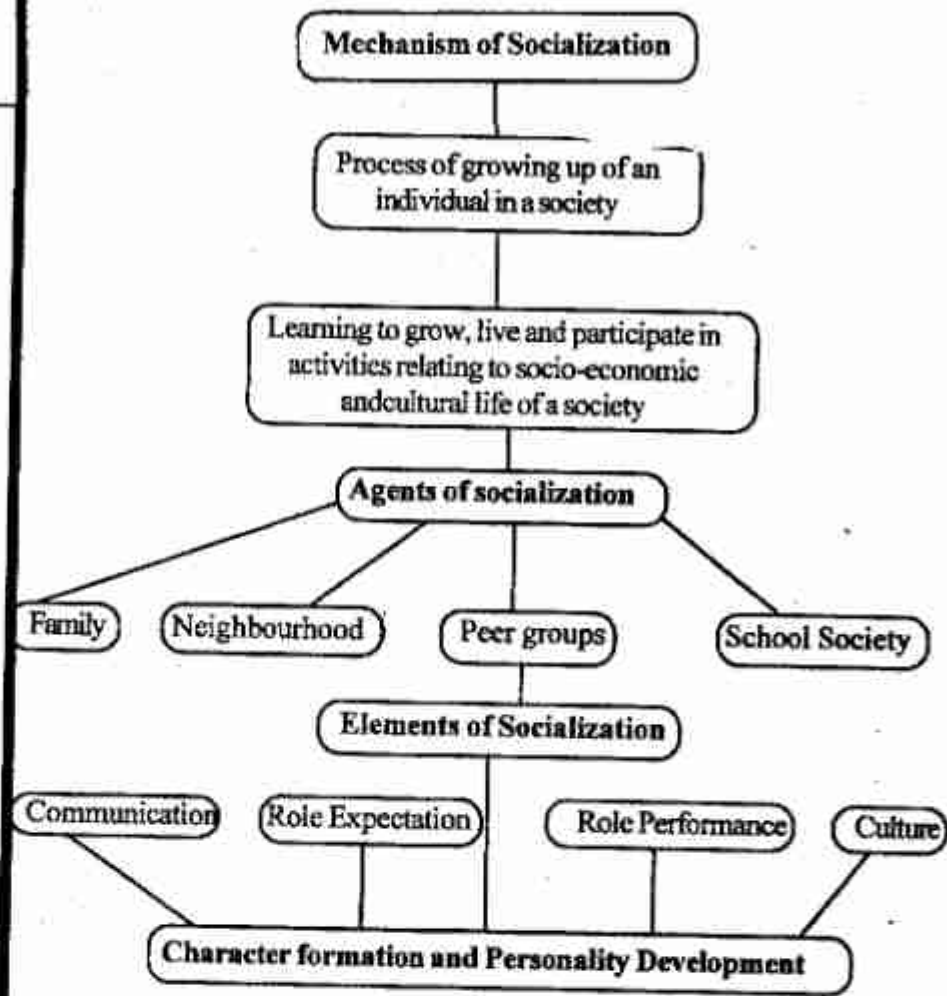 Mechanism of Socialization
Process of growing up of an
individual in a society
Learning to grow, live and participate in
activities relating to socio-economic
andcultural life of a society
Agents of socialization
Family
Neighbourhood
Peer groups
School Society
Elements of Socialization
Communication
Role Expectation
Role Performance
Culture
Character formation and Personality Development